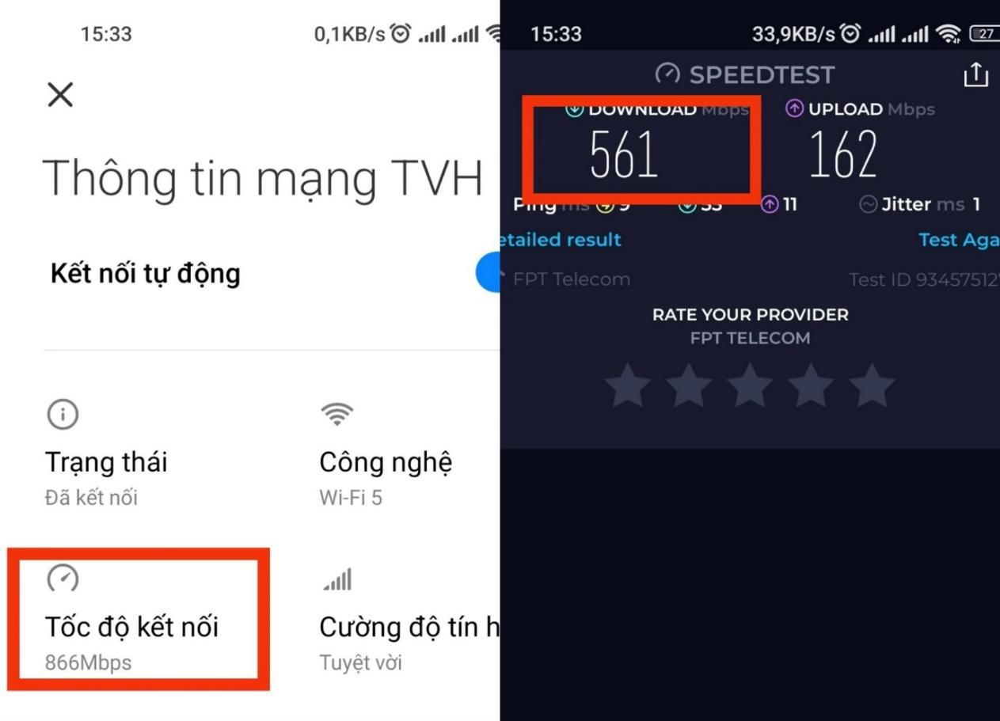 15:33
0,1KB/s
Thông tin mạng TVH
Kết nối tự động
Trạng thái
Đã kết nối
Công nghệ
Wi-Fi 5
Tốc độ kết nối
866Mbps
Cường độ tín h
Tuyệt vời
15:33
33,9KB/s
27
SPEEDTEST
DOWNLOAD Mbps
UPLOAD Mbps
561
162
Ping ms 9
55
11
Jitter ms 1
etailed result
Test Aga
FPT Telecom
Test ID 93457512
RATE YOUR PROVIDER
FPT TELECOM